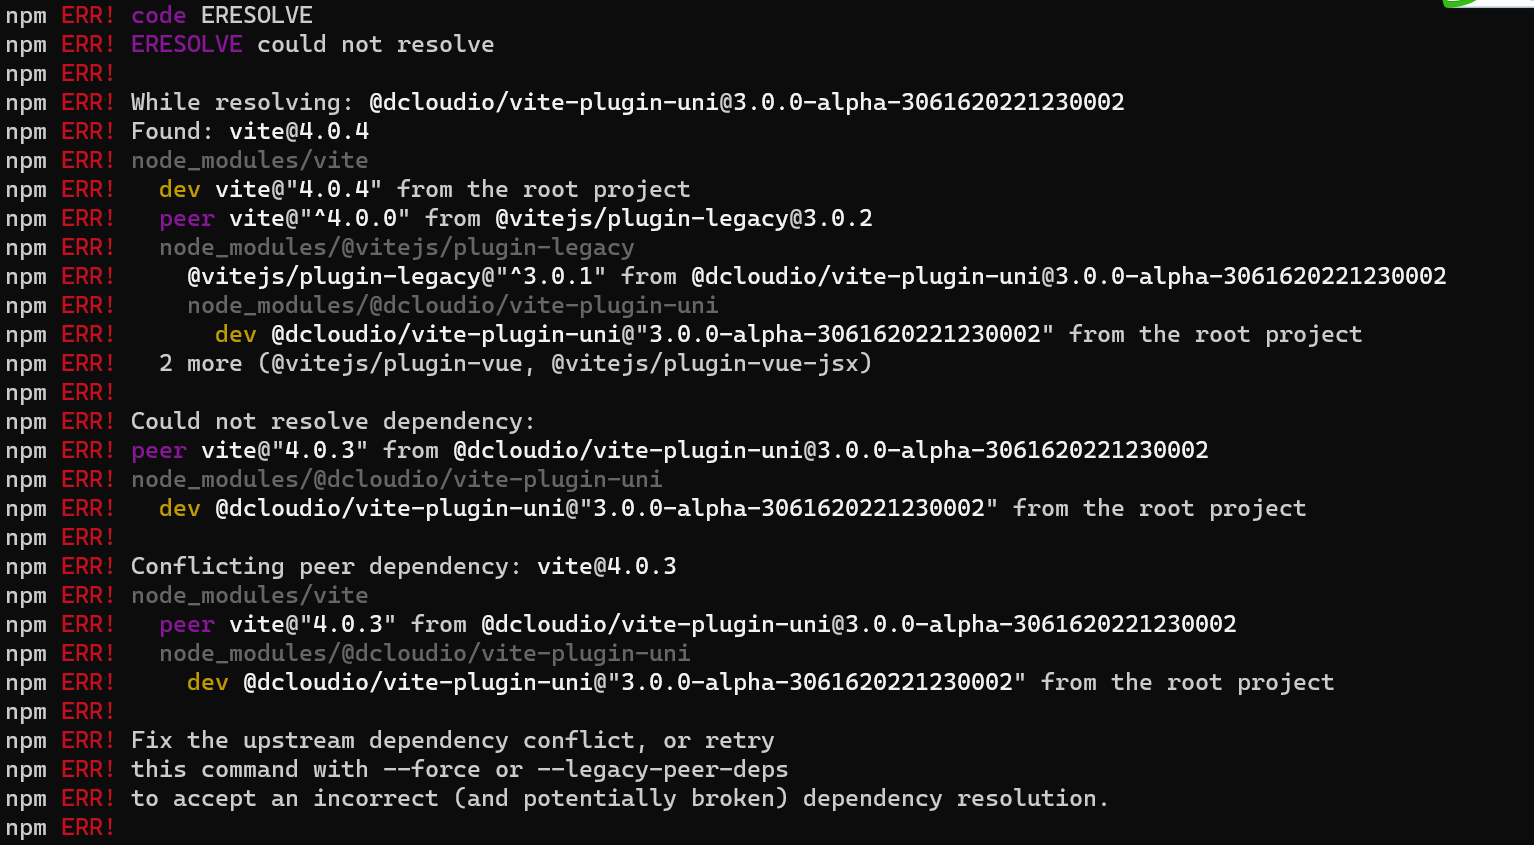 npm ERR! code ERESOLVE
npm ERR! ERESOLVE could not resolve
npm ERR!
npm ERR! While resolving: @dcloudio/vite-plugin-uni@3.0.0-alpha-3061620221230002
npm ERR! Found: vite@4.0.4
npm ERR! node_modules/vite
npm ERR!   dev vite@"4.0.4" from the root project
npm ERR!   peer vite@"^4.0.0" from @vitejs/plugin-legacy@3.0.2
npm ERR!   node_modules/@vitejs/plugin-legacy
npm ERR!     @vitejs/plugin-legacy@"^3.0.1" from @dcloudio/vite-plugin-uni@3.0.0-alpha-3061620221230002
npm ERR!     node_modules/@dcloudio/vite-plugin-uni
npm ERR!       dev @dcloudio/vite-plugin-uni@"3.0.0-alpha-3061620221230002" from the root project
npm ERR!   2 more (@vitejs/plugin-vue, @vitejs/plugin-vue-jsx)
npm ERR!
npm ERR! Could not resolve dependency:
npm ERR! peer vite@"4.0.3" from @dcloudio/vite-plugin-uni@3.0.0-alpha-3061620221230002
npm ERR! node_modules/@dcloudio/vite-plugin-uni
npm ERR!   dev @dcloudio/vite-plugin-uni@"3.0.0-alpha-3061620221230002" from the root project
npm ERR!
npm ERR! Conflicting peer dependency: vite@4.0.3
npm ERR! node_modules/vite
npm ERR!   peer vite@"4.0.3" from @dcloudio/vite-plugin-uni@3.0.0-alpha-3061620221230002
npm ERR!   node_modules/@dcloudio/vite-plugin-uni
npm ERR!     dev @dcloudio/vite-plugin-uni@"3.0.0-alpha-3061620221230002" from the root project
npm ERR!
npm ERR! Fix the upstream dependency conflict, or retry
npm ERR! this command with --force or --legacy-peer-deps
npm ERR! to accept an incorrect (and potentially broken) dependency resolution.
npm ERR!